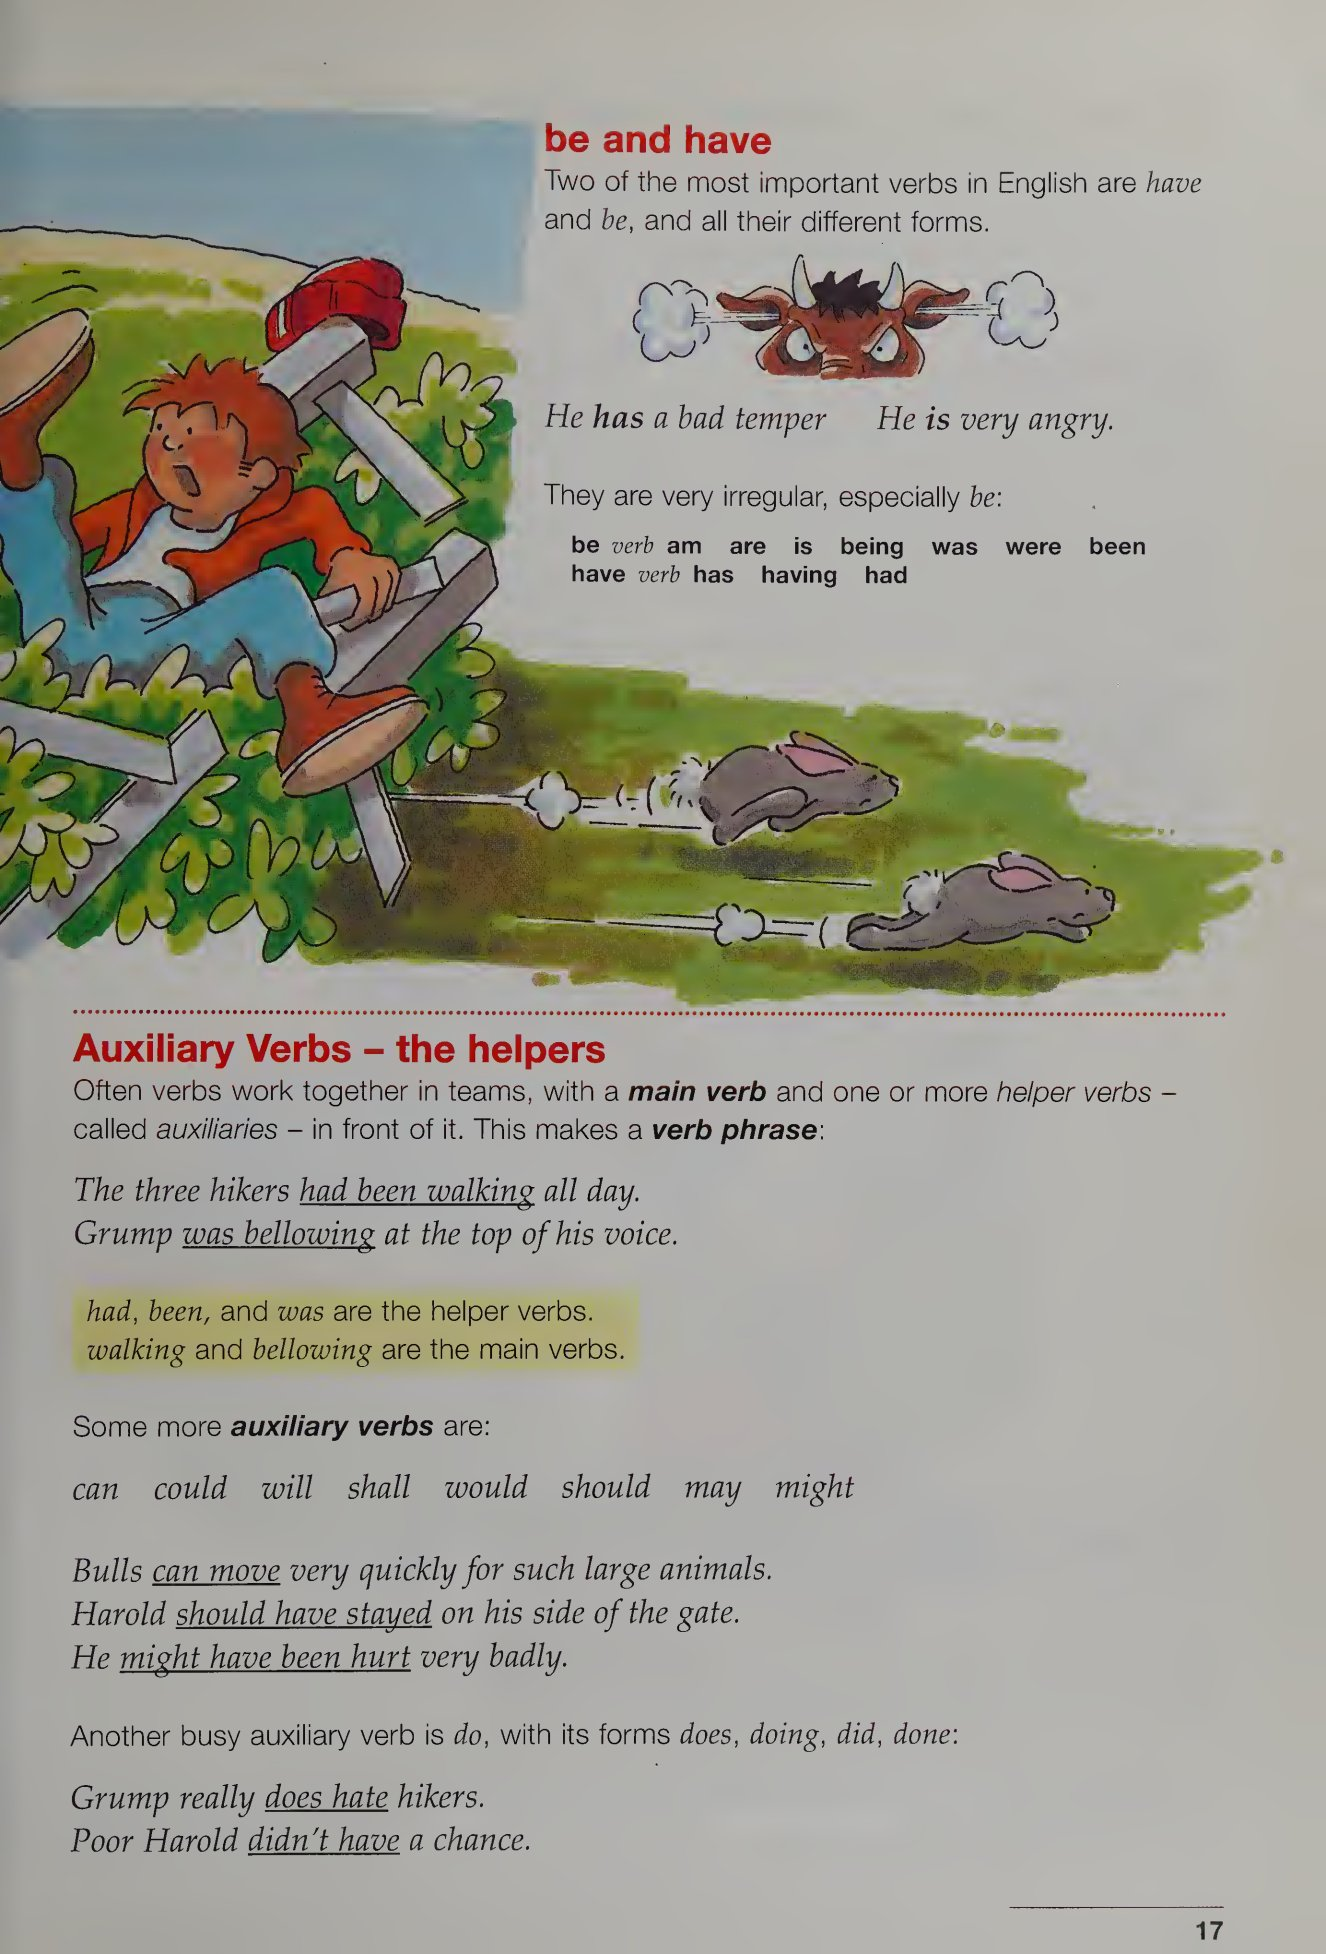 be and have
Two of the most important verbs in English are have
and be, and all their different forms.
He has a bad temper He is very angry.
They are very irregular, especially be:
be verb am are is being was were been
have verb has having had
Auxiliary Verbs – the helpers
Often verbs work together in teams, with a main verb and one or more helper verbs –
called auxiliaries – in front of it. This makes a verb phrase:
The three hikers had been walking all day.
Grump was bellowing at the top of his voice.
had, been, and was are the helper verbs.
walking and bellowing are the main verbs.
Some more auxiliary verbs are:
can could will shall would should may might
Bulls can move very quickly for such large animals.
Harold should have stayed on his side of the gate.
He might have been hurt very badly.
Another busy auxiliary verb is do, with its forms does, doing, did, done:
Grump really does hate hikers.
Poor Harold didn't have a chance.
17